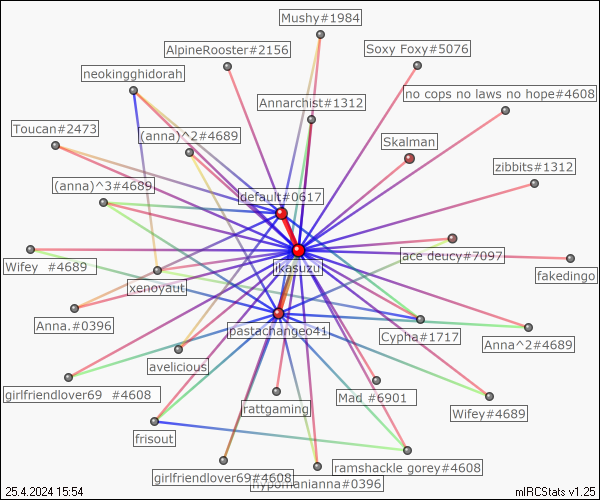 Mushy#1984
AlpineRooster#2156
Soxy Foxy#5076
neokingghidorah
no cops no laws no hope#4608
Annarchist#1312
Toucan#2473
(anna)^2#4689
Skalman
zibbits#1312
(anna)^3#4689
default#0617
Wifey #4689
ace deucy#7097
likasuzu
fakedingo
xenoyaut
Anna.#0396
pastachangeo41
Cypha#1717
Anna^2#4689
avelicious
girlfriendlover69 #4608
rattgaming
Mad #6901
Wifey#4689
frisout
ramshackle gorey#4608
girlfriendlover69#4608
hypomanianna#0396
25.4.2024 15:54
mIRCStats v1.25